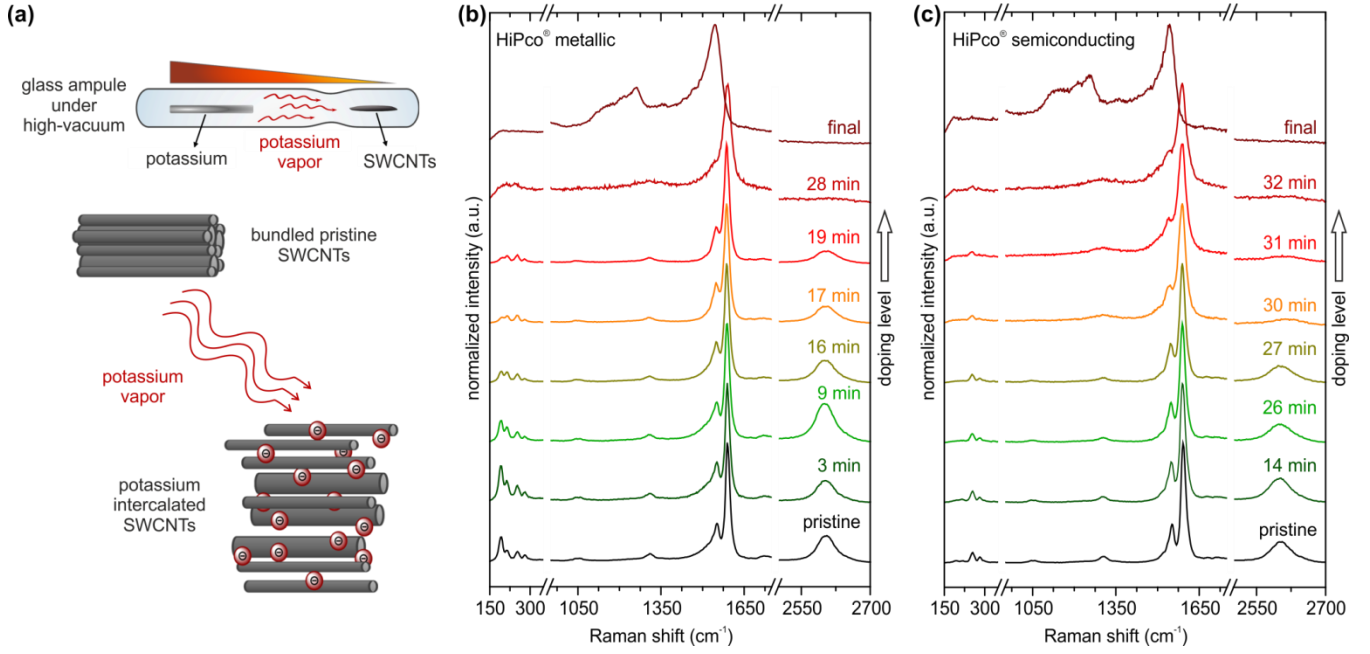 (a)
glass ampule
under
high-vacuum
potassium
potassium
vapor
SWCNTs
bundled pristine
SWCNTs
potassium
vapor
potassium
intercalated
SWCNTs
⊖
⊖
⊖
⊖
⊖
⊖
⊖
⊖
⊖
⊖
(b)
HiPco® metallic
normalized intensity (a.u.)
final
28 min
19 min
17 min
16 min
9 min
3 min
pristine
doping level
150 300 1050 1350 1650 2550 2700
Raman shift (cm⁻¹)
(c)
HiPco® semiconducting
normalized intensity (a.u.)
final
32 min
31 min
30 min
27 min
26 min
14 min
pristine
doping level
150 300 1050 1350 1650 2550 2700
Raman shift (cm⁻¹)